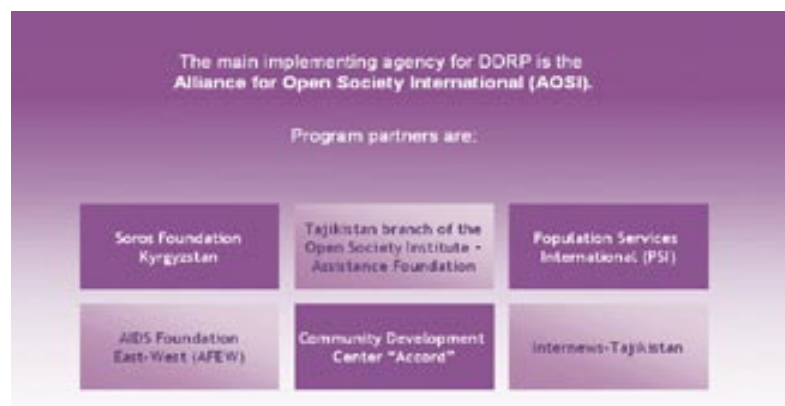 The main implementing agency for DDRP is the
Alliance for Open Society International (AOSI).
Program partners are:
Soros Foundation
Kyrgyzstan
Tajikistan branch of the
Open Society Institute -
Assistance Foundation
Population Services
International (PSI)
AIDS Foundation
East-West (AFEW)
Community Development
Center "Accord"
Internews-Tajikistan